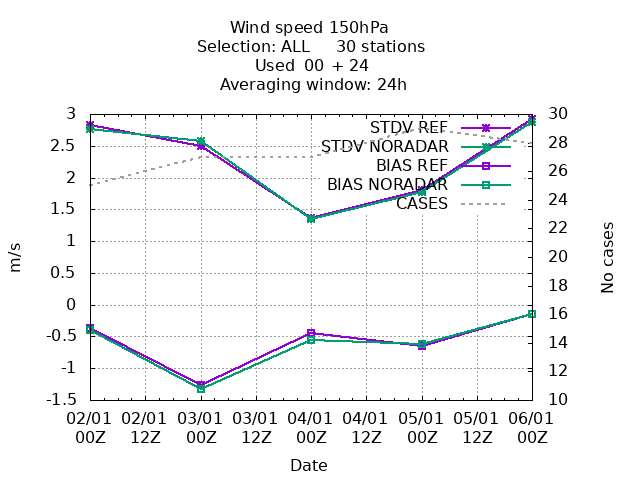 Wind speed 150hPa
Selection: ALL 30 stations
Used 00 + 24
Averaging window: 24h
3
2.5
2
1.5
1
0.5
0
-0.5
-1
-1.5
m/s
STDV REF
STDV NORADAR
BIAS REF
BIAS NORADAR
CASES
30
28
26
24
22
20
18
16
14
12
10
No cases
02/01 02/01 03/01 03/01 04/01 04/01 05/01 05/01 06/01
00Z 12Z 00Z 12Z 00Z 12Z 00Z 12Z 00Z
Date